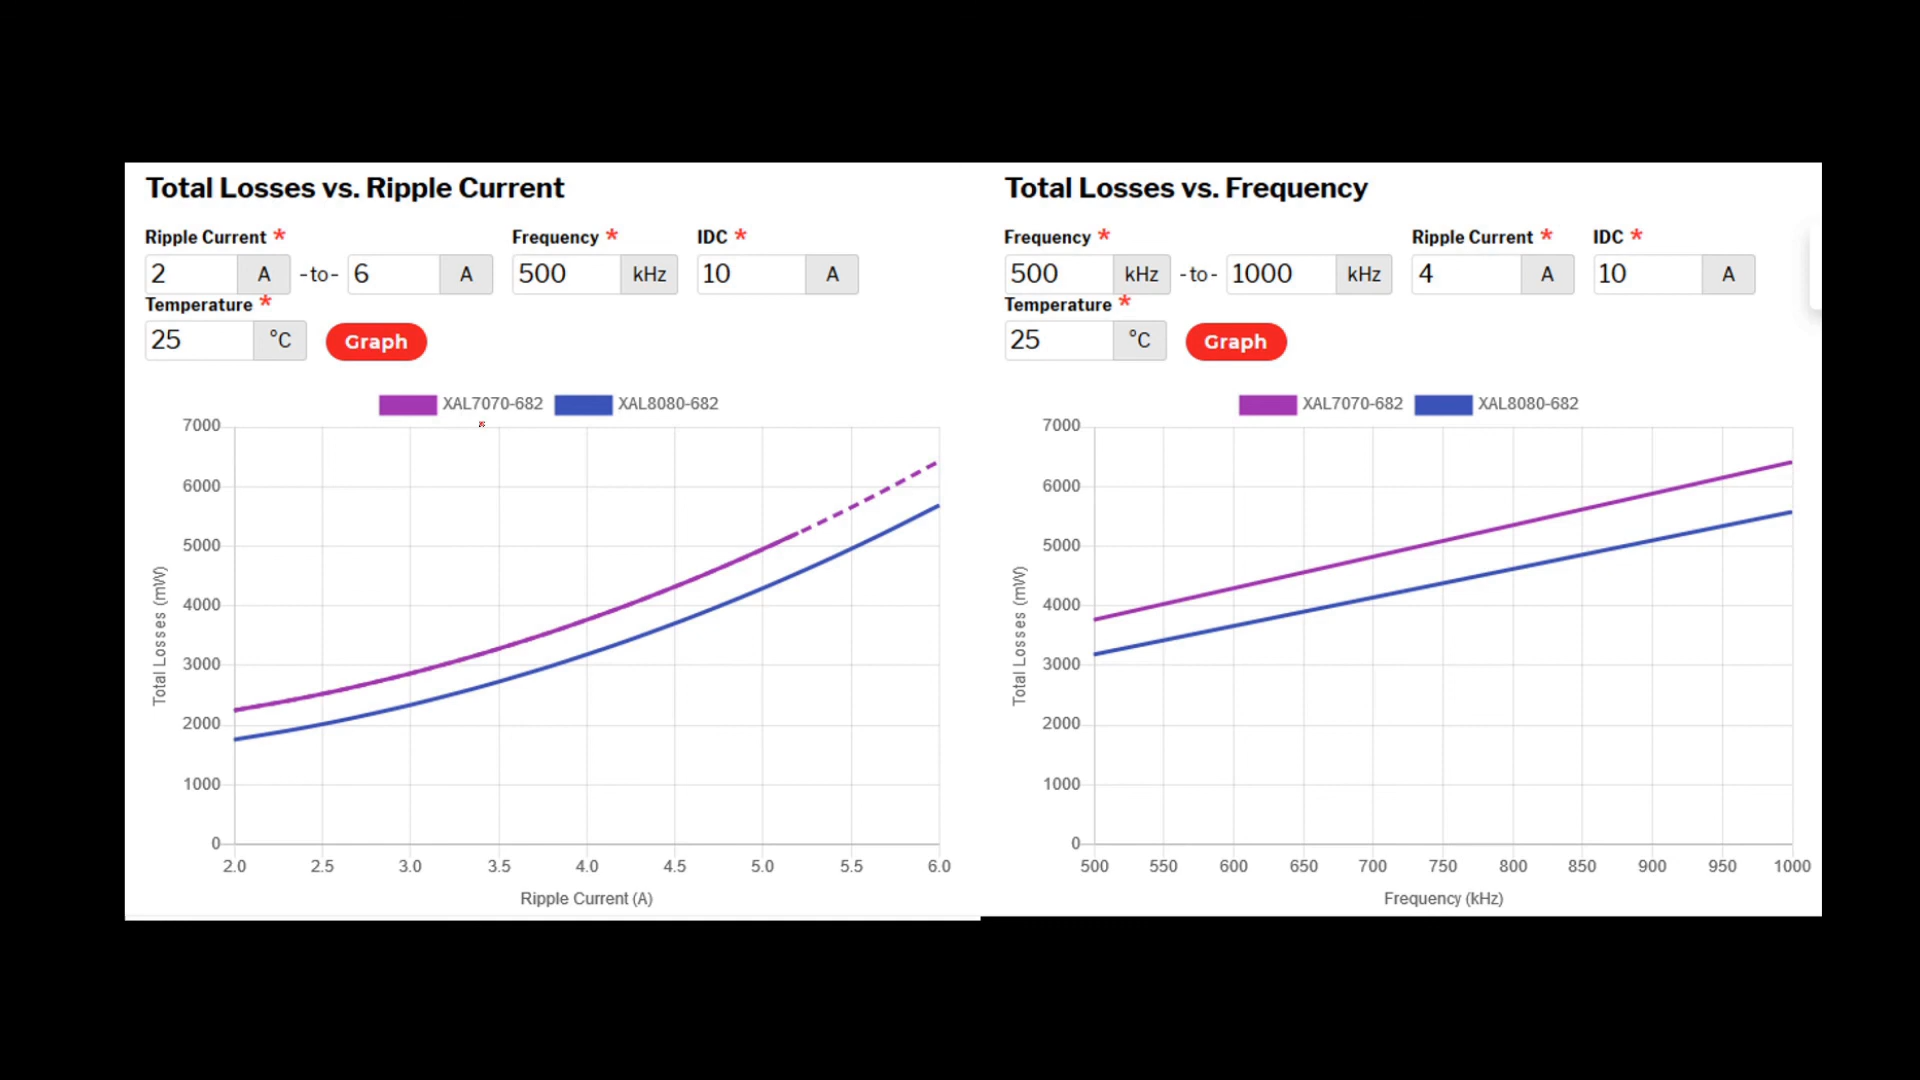 Total Losses vs. Ripple Current
Ripple Current * Frequency * IDC *
2 A -to- 6 A 500 kHz 10 A
Temperature *
25 °C Graph
XAL7070-682 XAL8080-682
7000
6000
5000
4000
3000
2000
1000
0
Total Losses (mW)
2.0 2.5 3.0 3.5 4.0 4.5 5.0 5.5 6.0
Ripple Current (A)
Total Losses vs. Frequency
Frequency * Ripple Current * IDC *
500 kHz -to- 1000 kHz 4 A 10 A
Temperature *
25 °C Graph
XAL7070-682 XAL8080-682
7000
6000
5000
4000
3000
2000
1000
0
Total Losses (mW)
500 550 600 650 700 750 800 850 900 950 1000
Frequency (kHz)